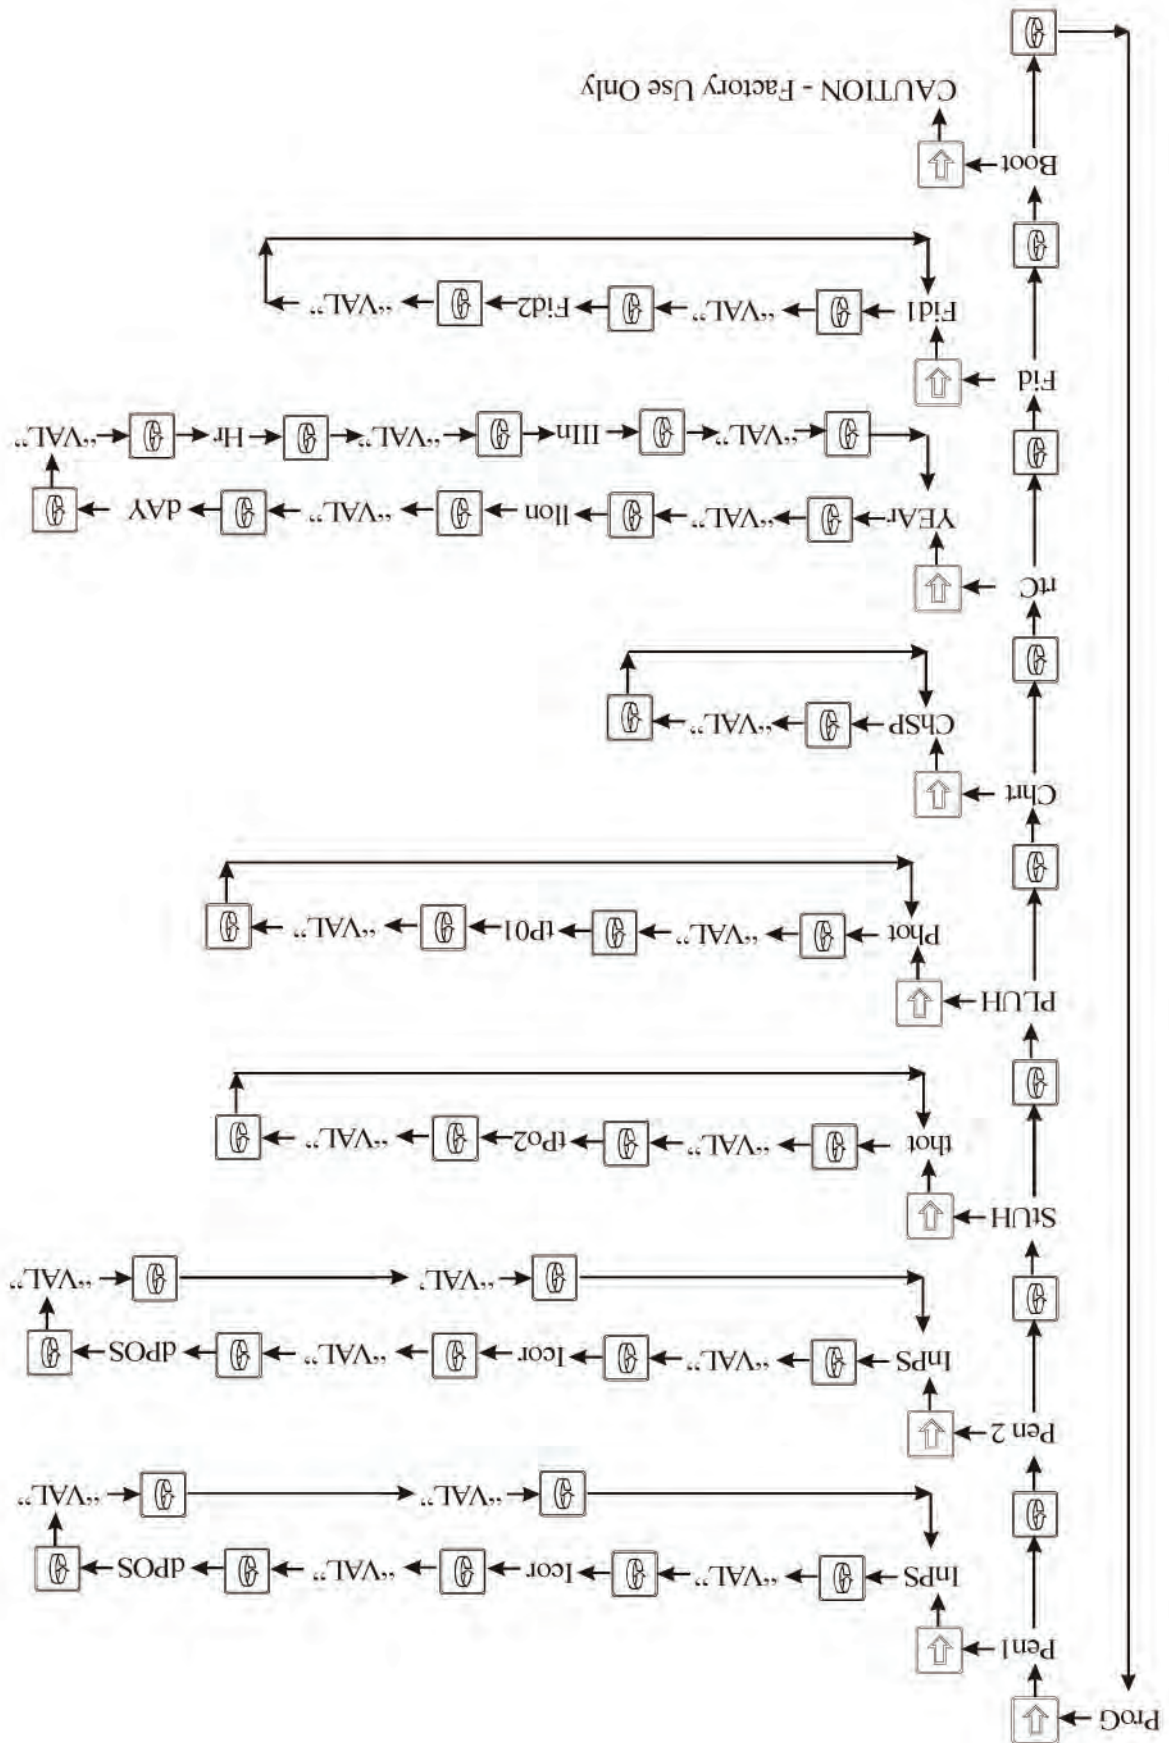 ProG
Pen1
InPS “VAL” Icor “VAL” dPOS
“VAL” “VAL”
Pen 2
InPS “VAL” Icor “VAL” dPOS
“VAL’ “VAL”
StUH
thot “VAL” tPo2 “VAL”
PLUH
Phot “VAL” tP01 “VAL”
Chrt
ChSP “VAL”
rtC
YEAr “VAL” IIon “VAL” dAY
“VAL” IIIn “VAL” Hr “VAL”
Fid
Fid1 “VAL” Fid2 “VAL”
Boot
CAUTION - Factory Use Only